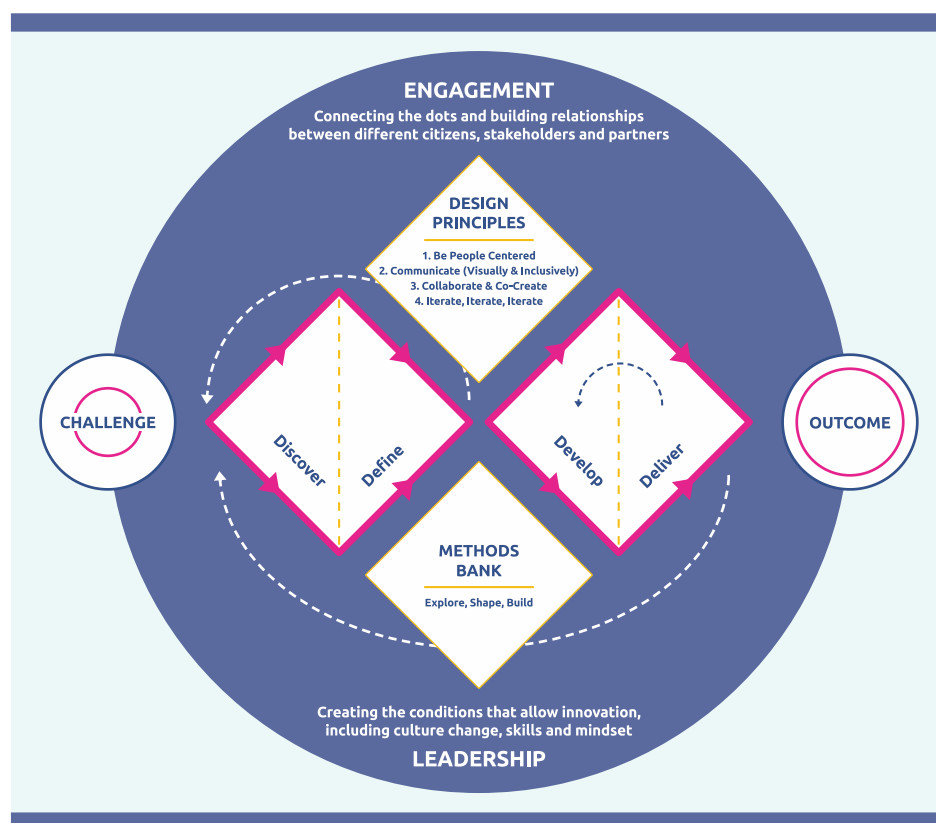 ENGAGEMENT
Connecting the dots and building relationships
between different citizens, stakeholders and partners
DESIGN
PRINCIPLES
1. Be People Centered
2. Communicate (Visually & Inclusively)
3. Collaborate & Co-Create
4. Iterate, Iterate, Iterate
CHALLENGE
Discover
Define
Develop
Deliver
OUTCOME
METHODS
BANK
Explore, Shape, Build
Creating the conditions that allow innovation,
including culture change, skills and mindset
LEADERSHIP